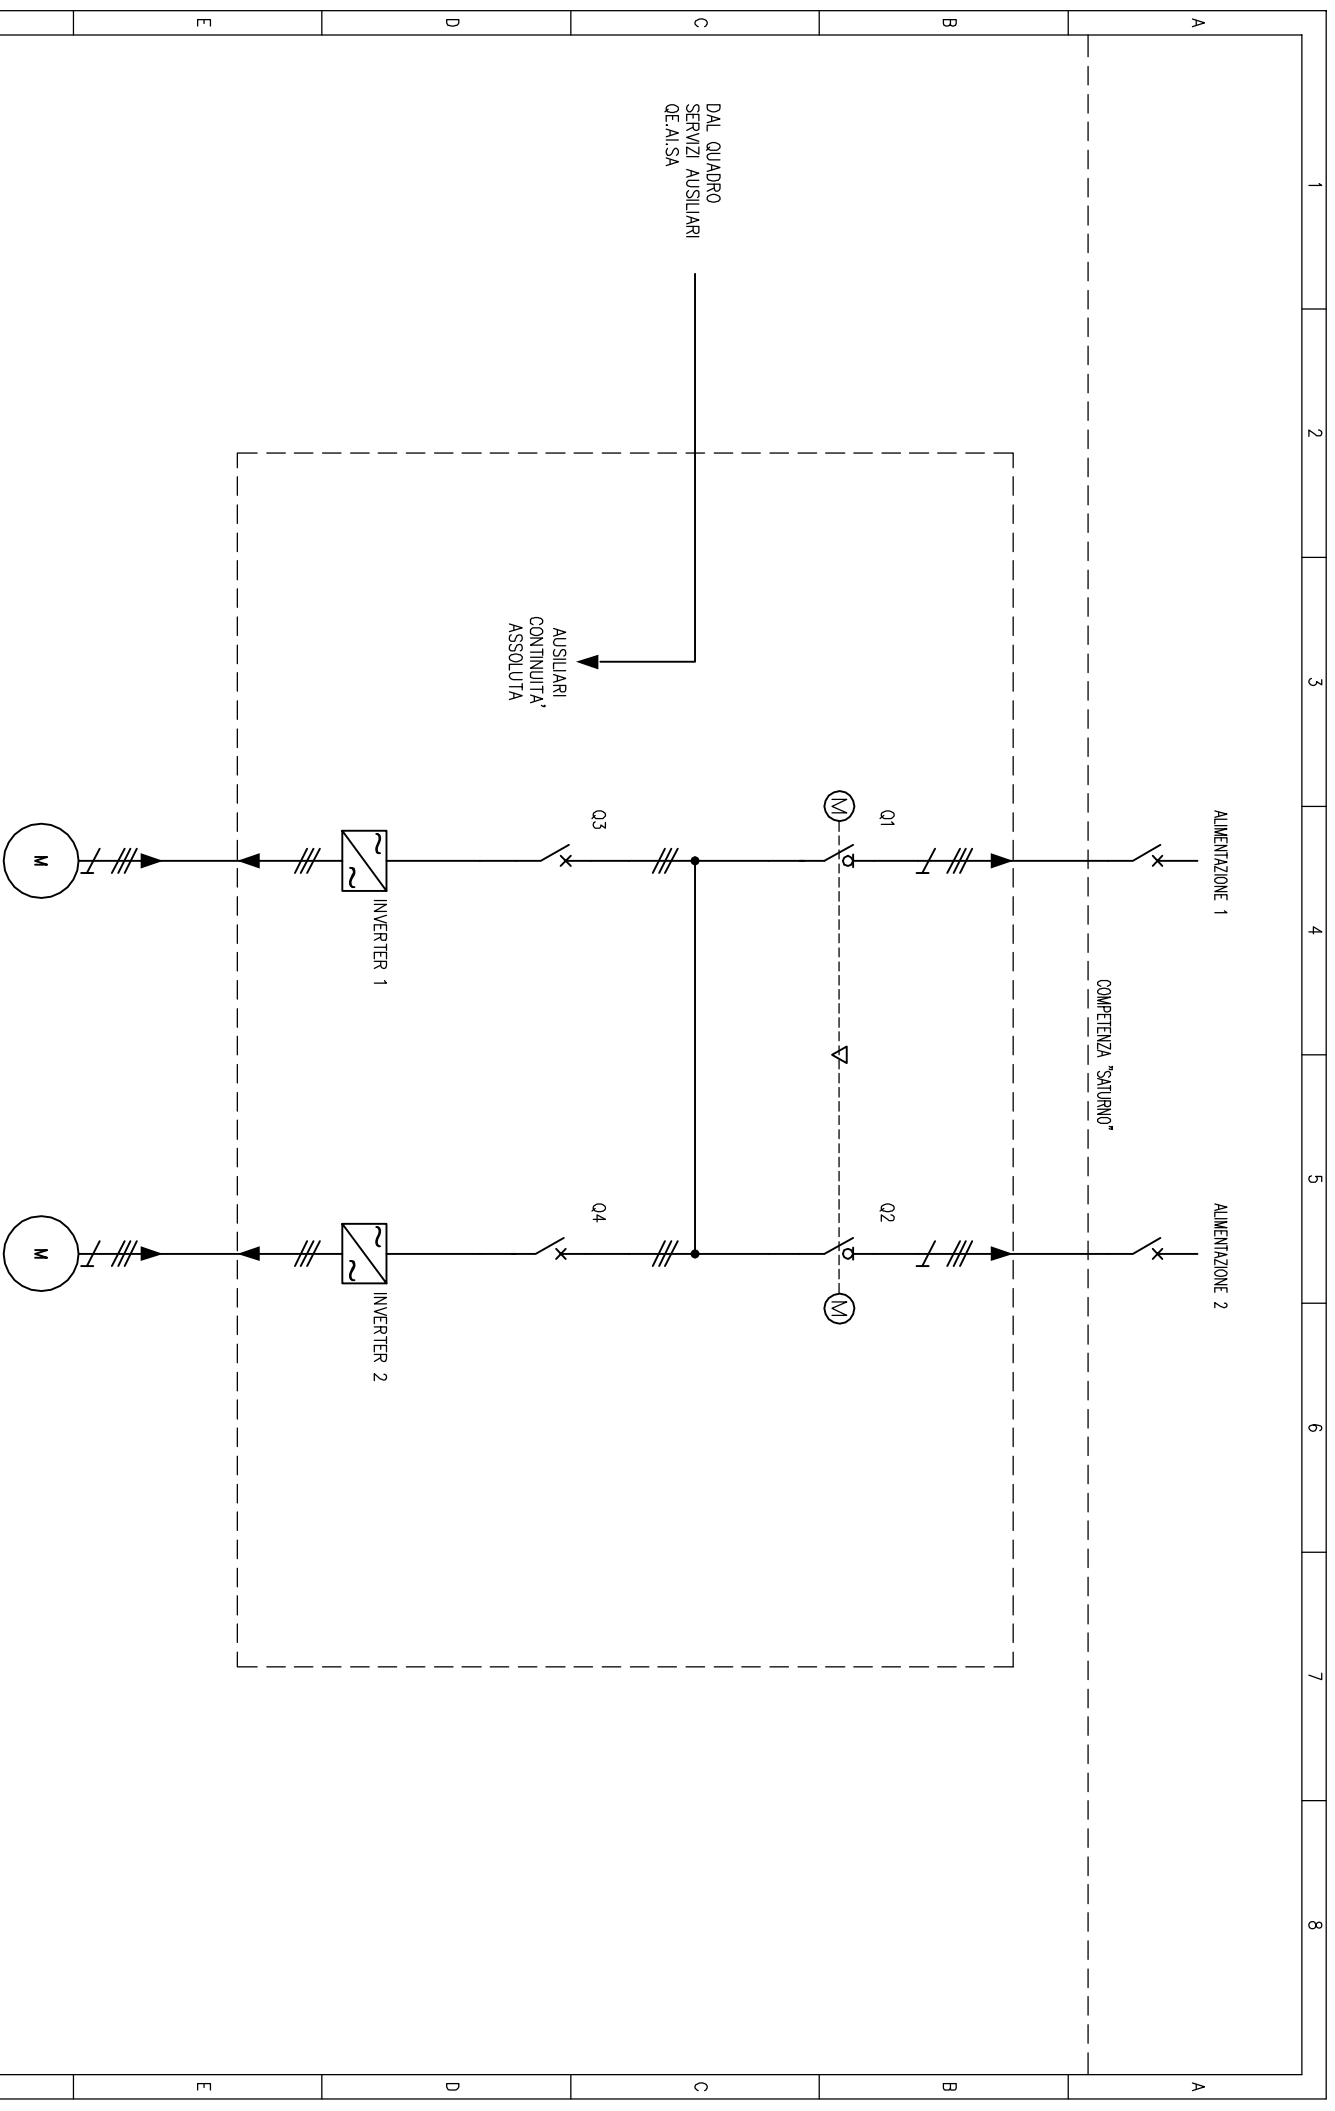 1
2
3
4
5
6
7
8
A
A
ALIMENTAZIONE 1
ALIMENTAZIONE 2
COMPETENZA "SATURNO"
B
B
Q1
Q2
M
M
C
C
DAL QUADRO
SERVIZI AUSILIARI
QE.AI.SA
Q3
Q4
AUSILIARI
CONTINUITA'
ASSOLUTA
D
D
INVERTER 1
INVERTER 2
~
~
~
~
E
E
M
M